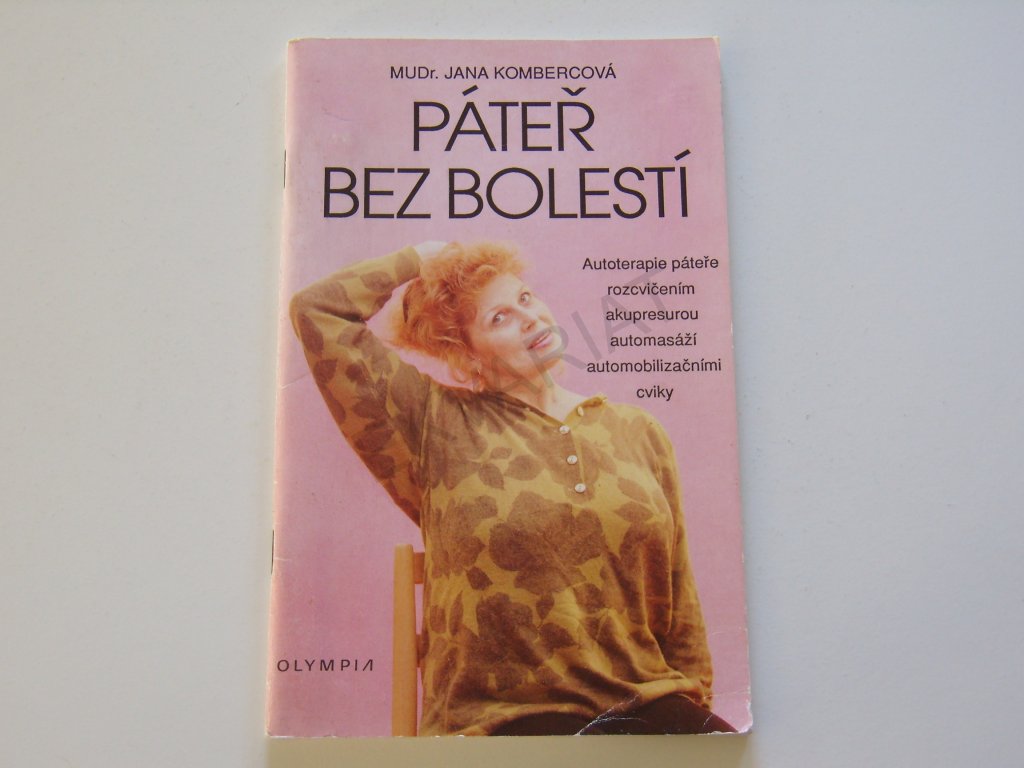 MUDr. JANA KOMBERCOVÁ
PÁTEŘ
BEZ BOLESTÍ
Autoterapie páteře
rozcvičením
akupresurou
automasáží
automobilizačními
cviky
OLYMPIA